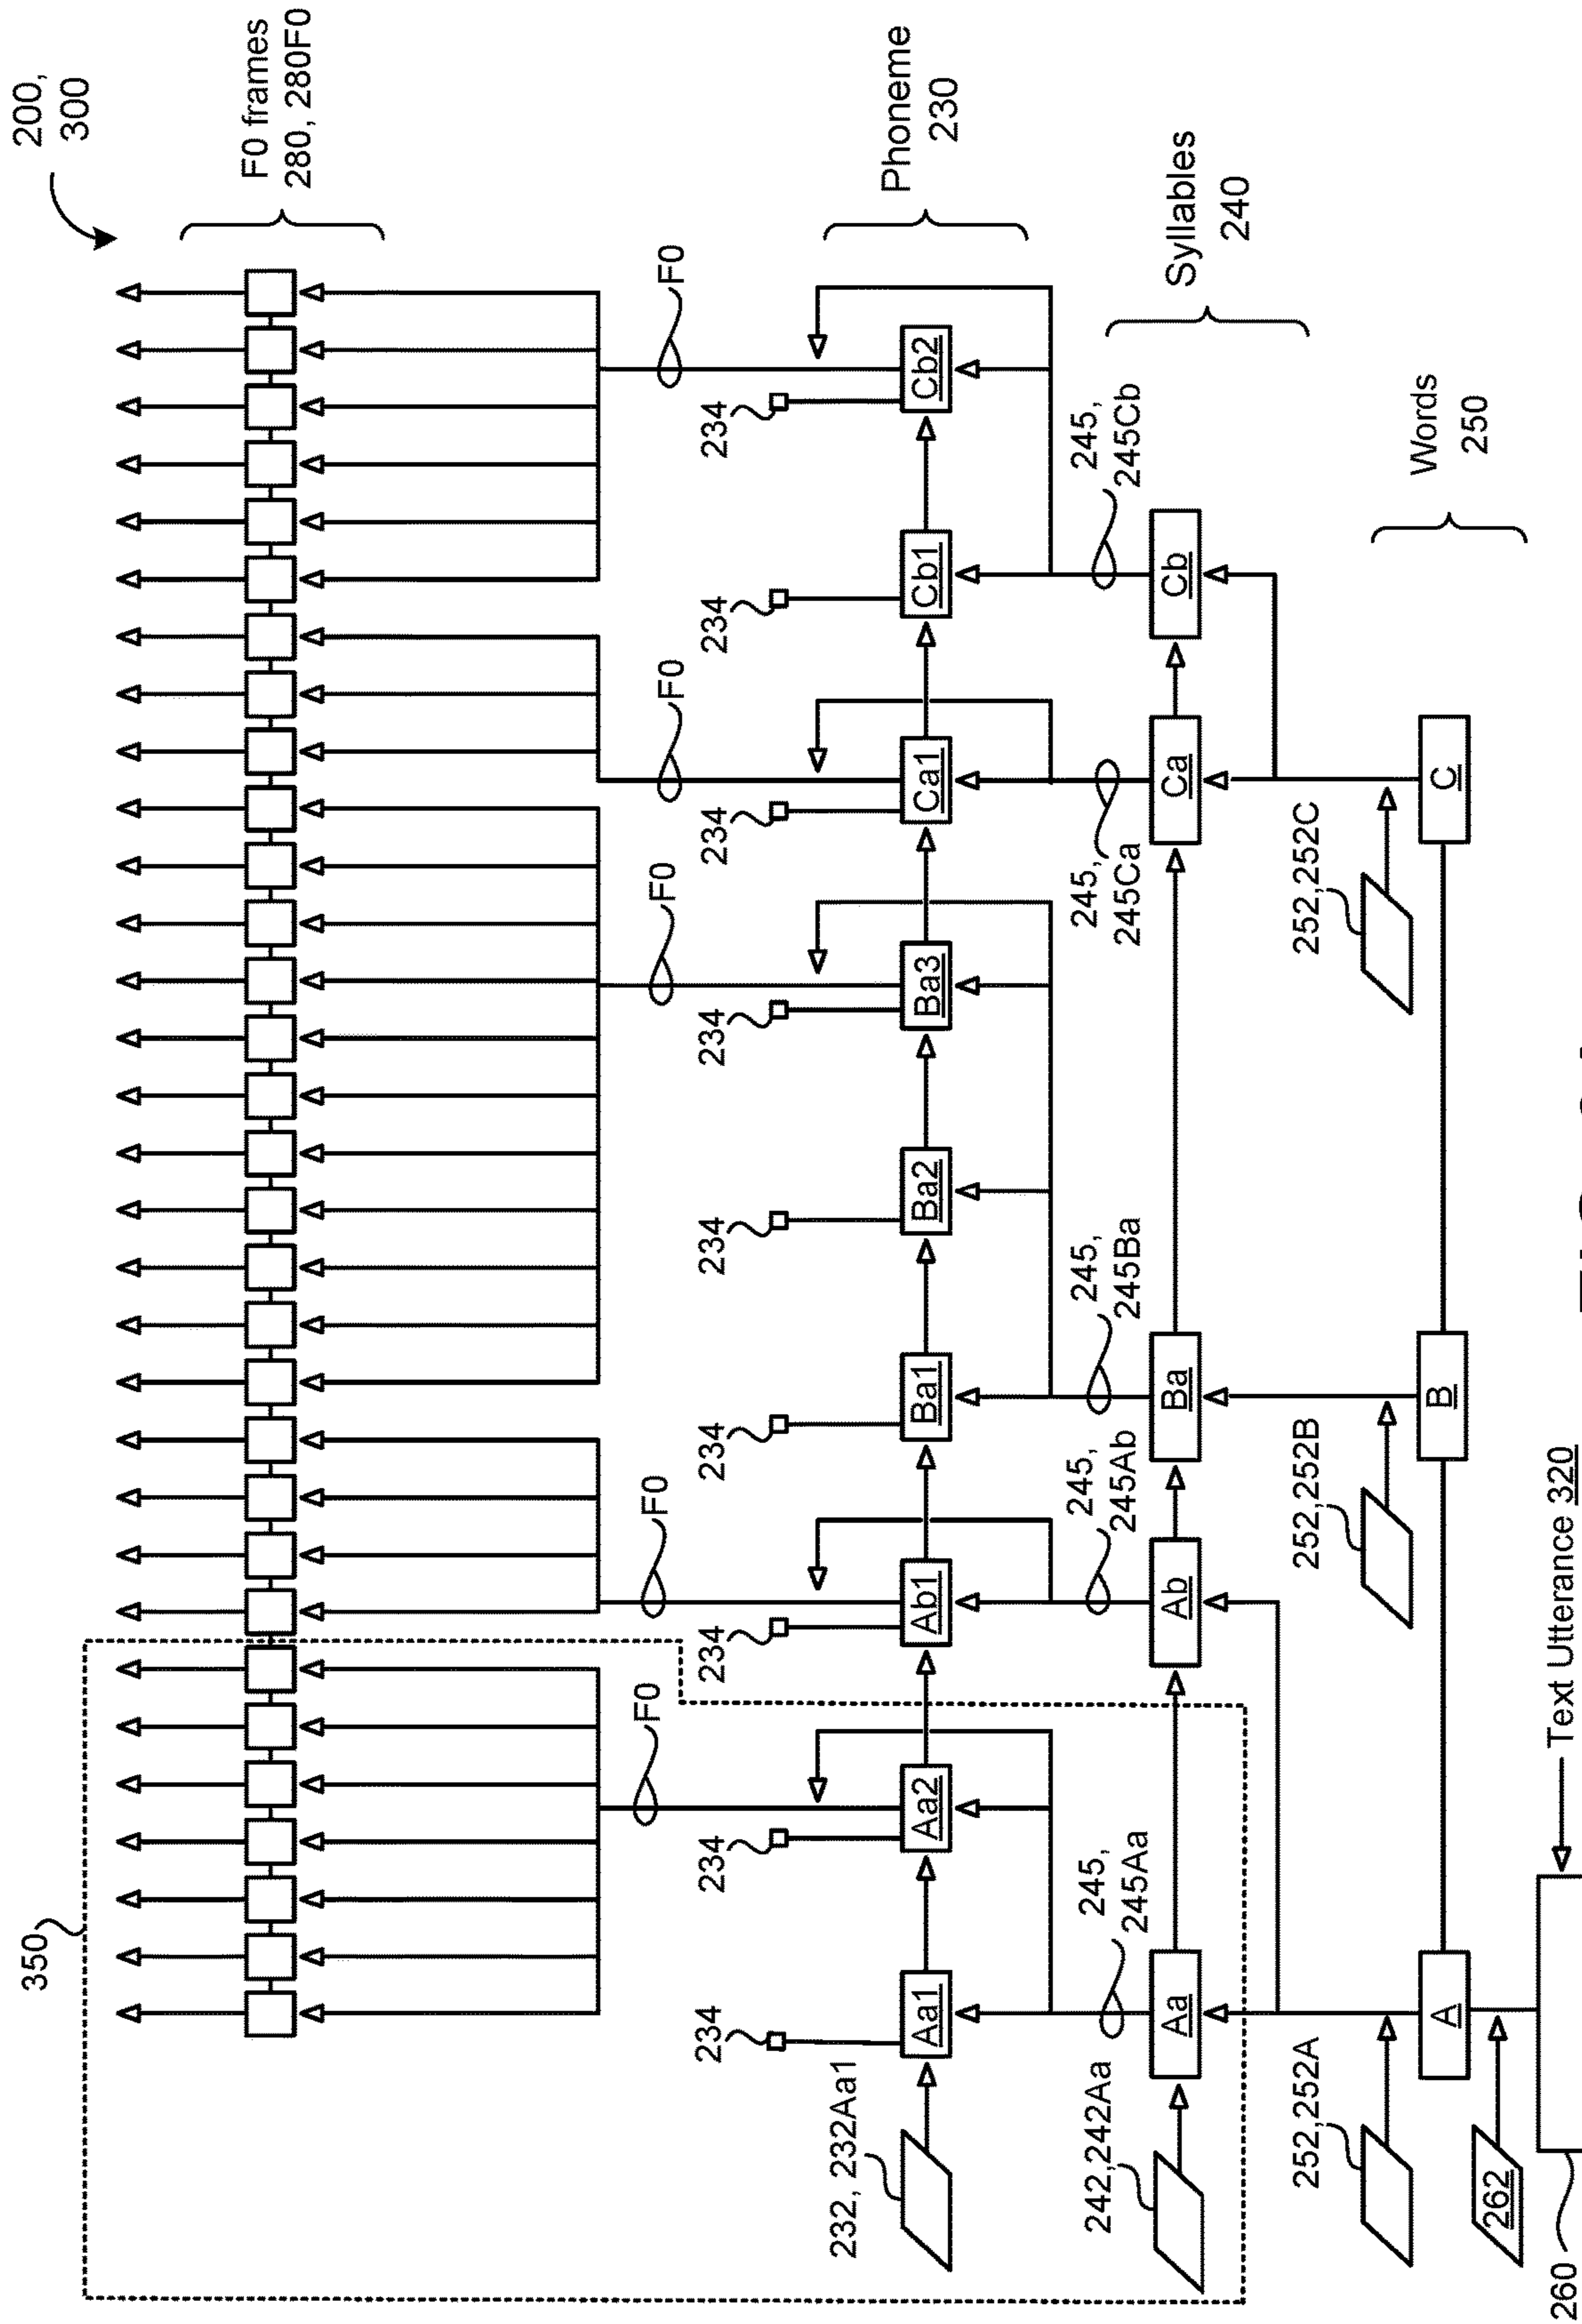 200,
300
F0 frames
280, 280F0
350
F0
F0
F0
F0
F0
Phoneme
230
234
234
234
234
234
234
234
234
234
232, 232Aa1
Aa1
Aa2
Ab1
Ba1
Ba2
Ba3
Ca1
Cb1
Cb2
245,
245Aa
245,
245Ab
245,
245Ba
245,
245Ca
245,
245Cb
Syllables
240
242,242Aa
Aa
Ab
Ba
Ca
Cb
252,252A
252,252B
252,252C
Words
250
A
B
C
262
260
Text Utterance 320